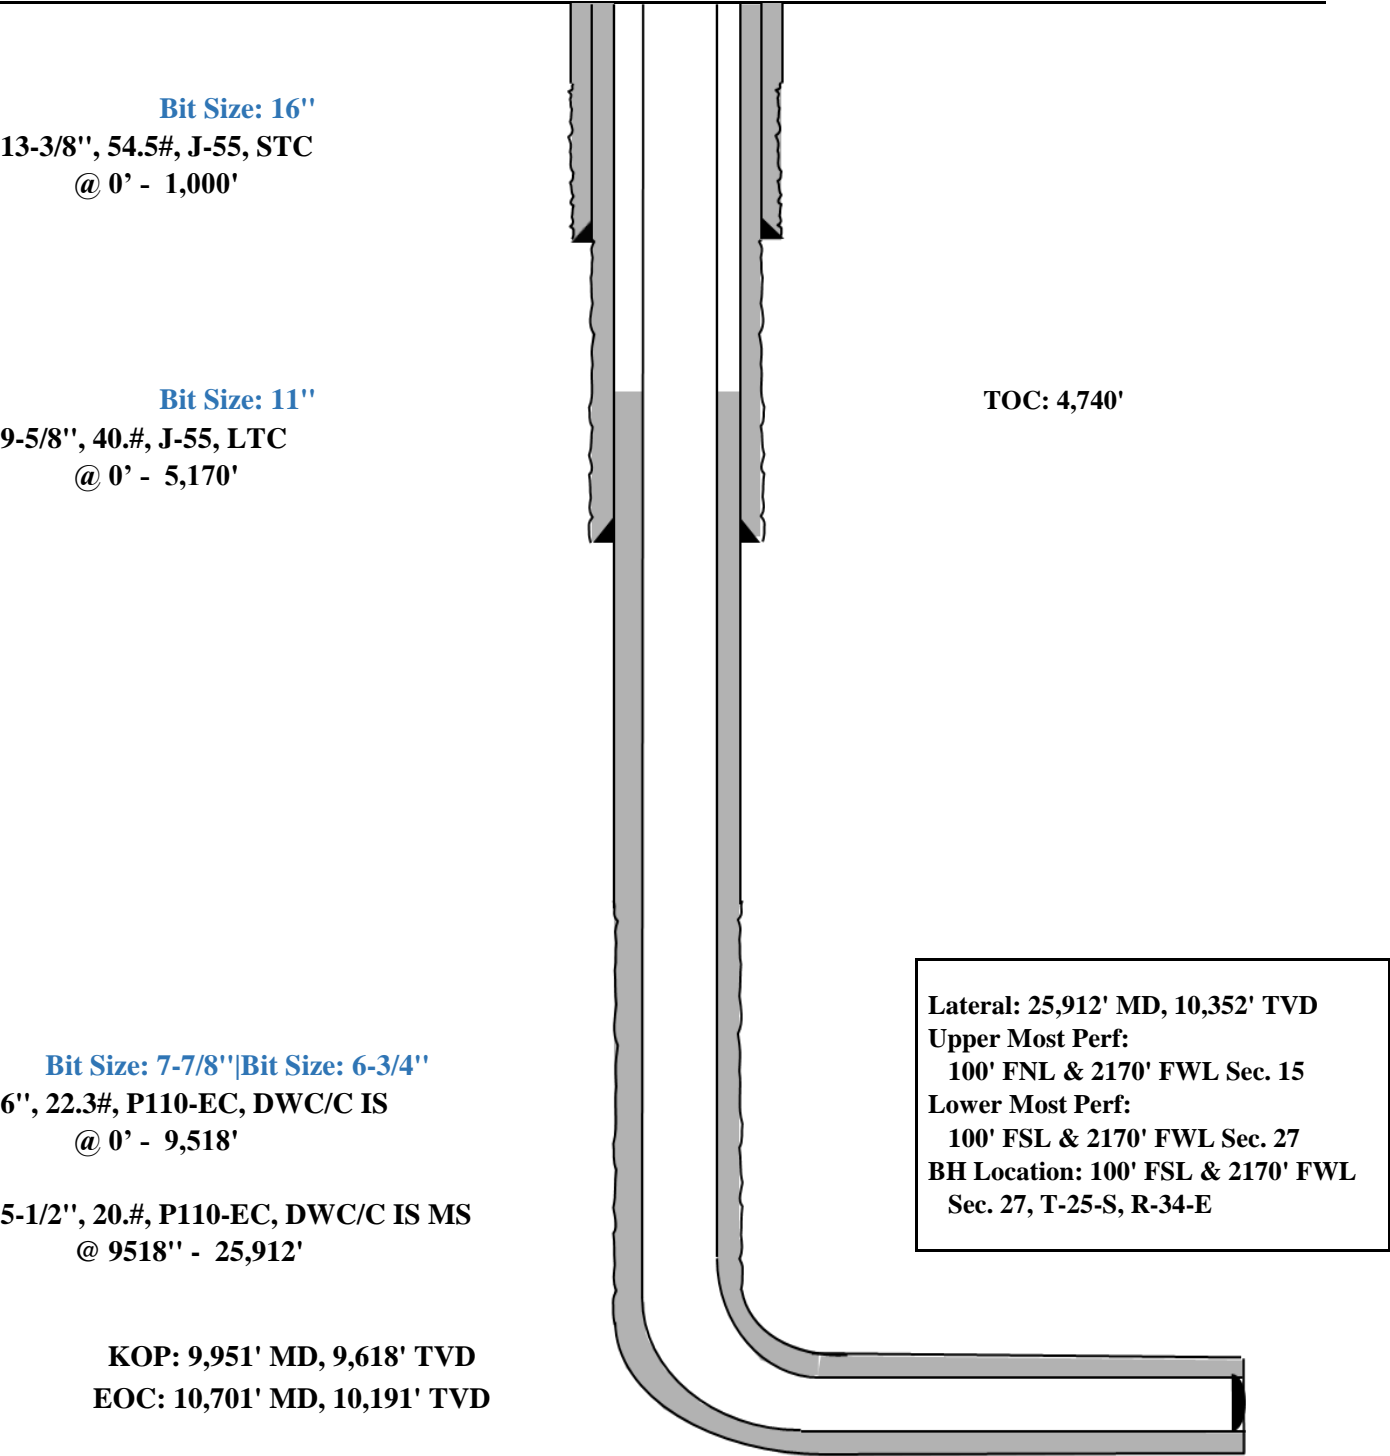 Bit Size: 16''
13-3/8'', 54.5#, J-55, STC
@ 0’ - 1,000'
Bit Size: 11''
9-5/8'', 40.#, J-55, LTC
@ 0’ - 5,170'
TOC: 4,740'
Bit Size: 7-7/8''|Bit Size: 6-3/4''
6'', 22.3#, P110-EC, DWC/C IS
@ 0’ - 9,518'
5-1/2'', 20.#, P110-EC, DWC/C IS MS
@ 9518'' - 25,912'
KOP: 9,951' MD, 9,618' TVD
EOC: 10,701' MD, 10,191' TVD
Lateral: 25,912' MD, 10,352' TVD
Upper Most Perf:
100' FNL & 2170' FWL Sec. 15
Lower Most Perf:
100' FSL & 2170' FWL Sec. 27
BH Location: 100' FSL & 2170' FWL
Sec. 27, T-25-S, R-34-E